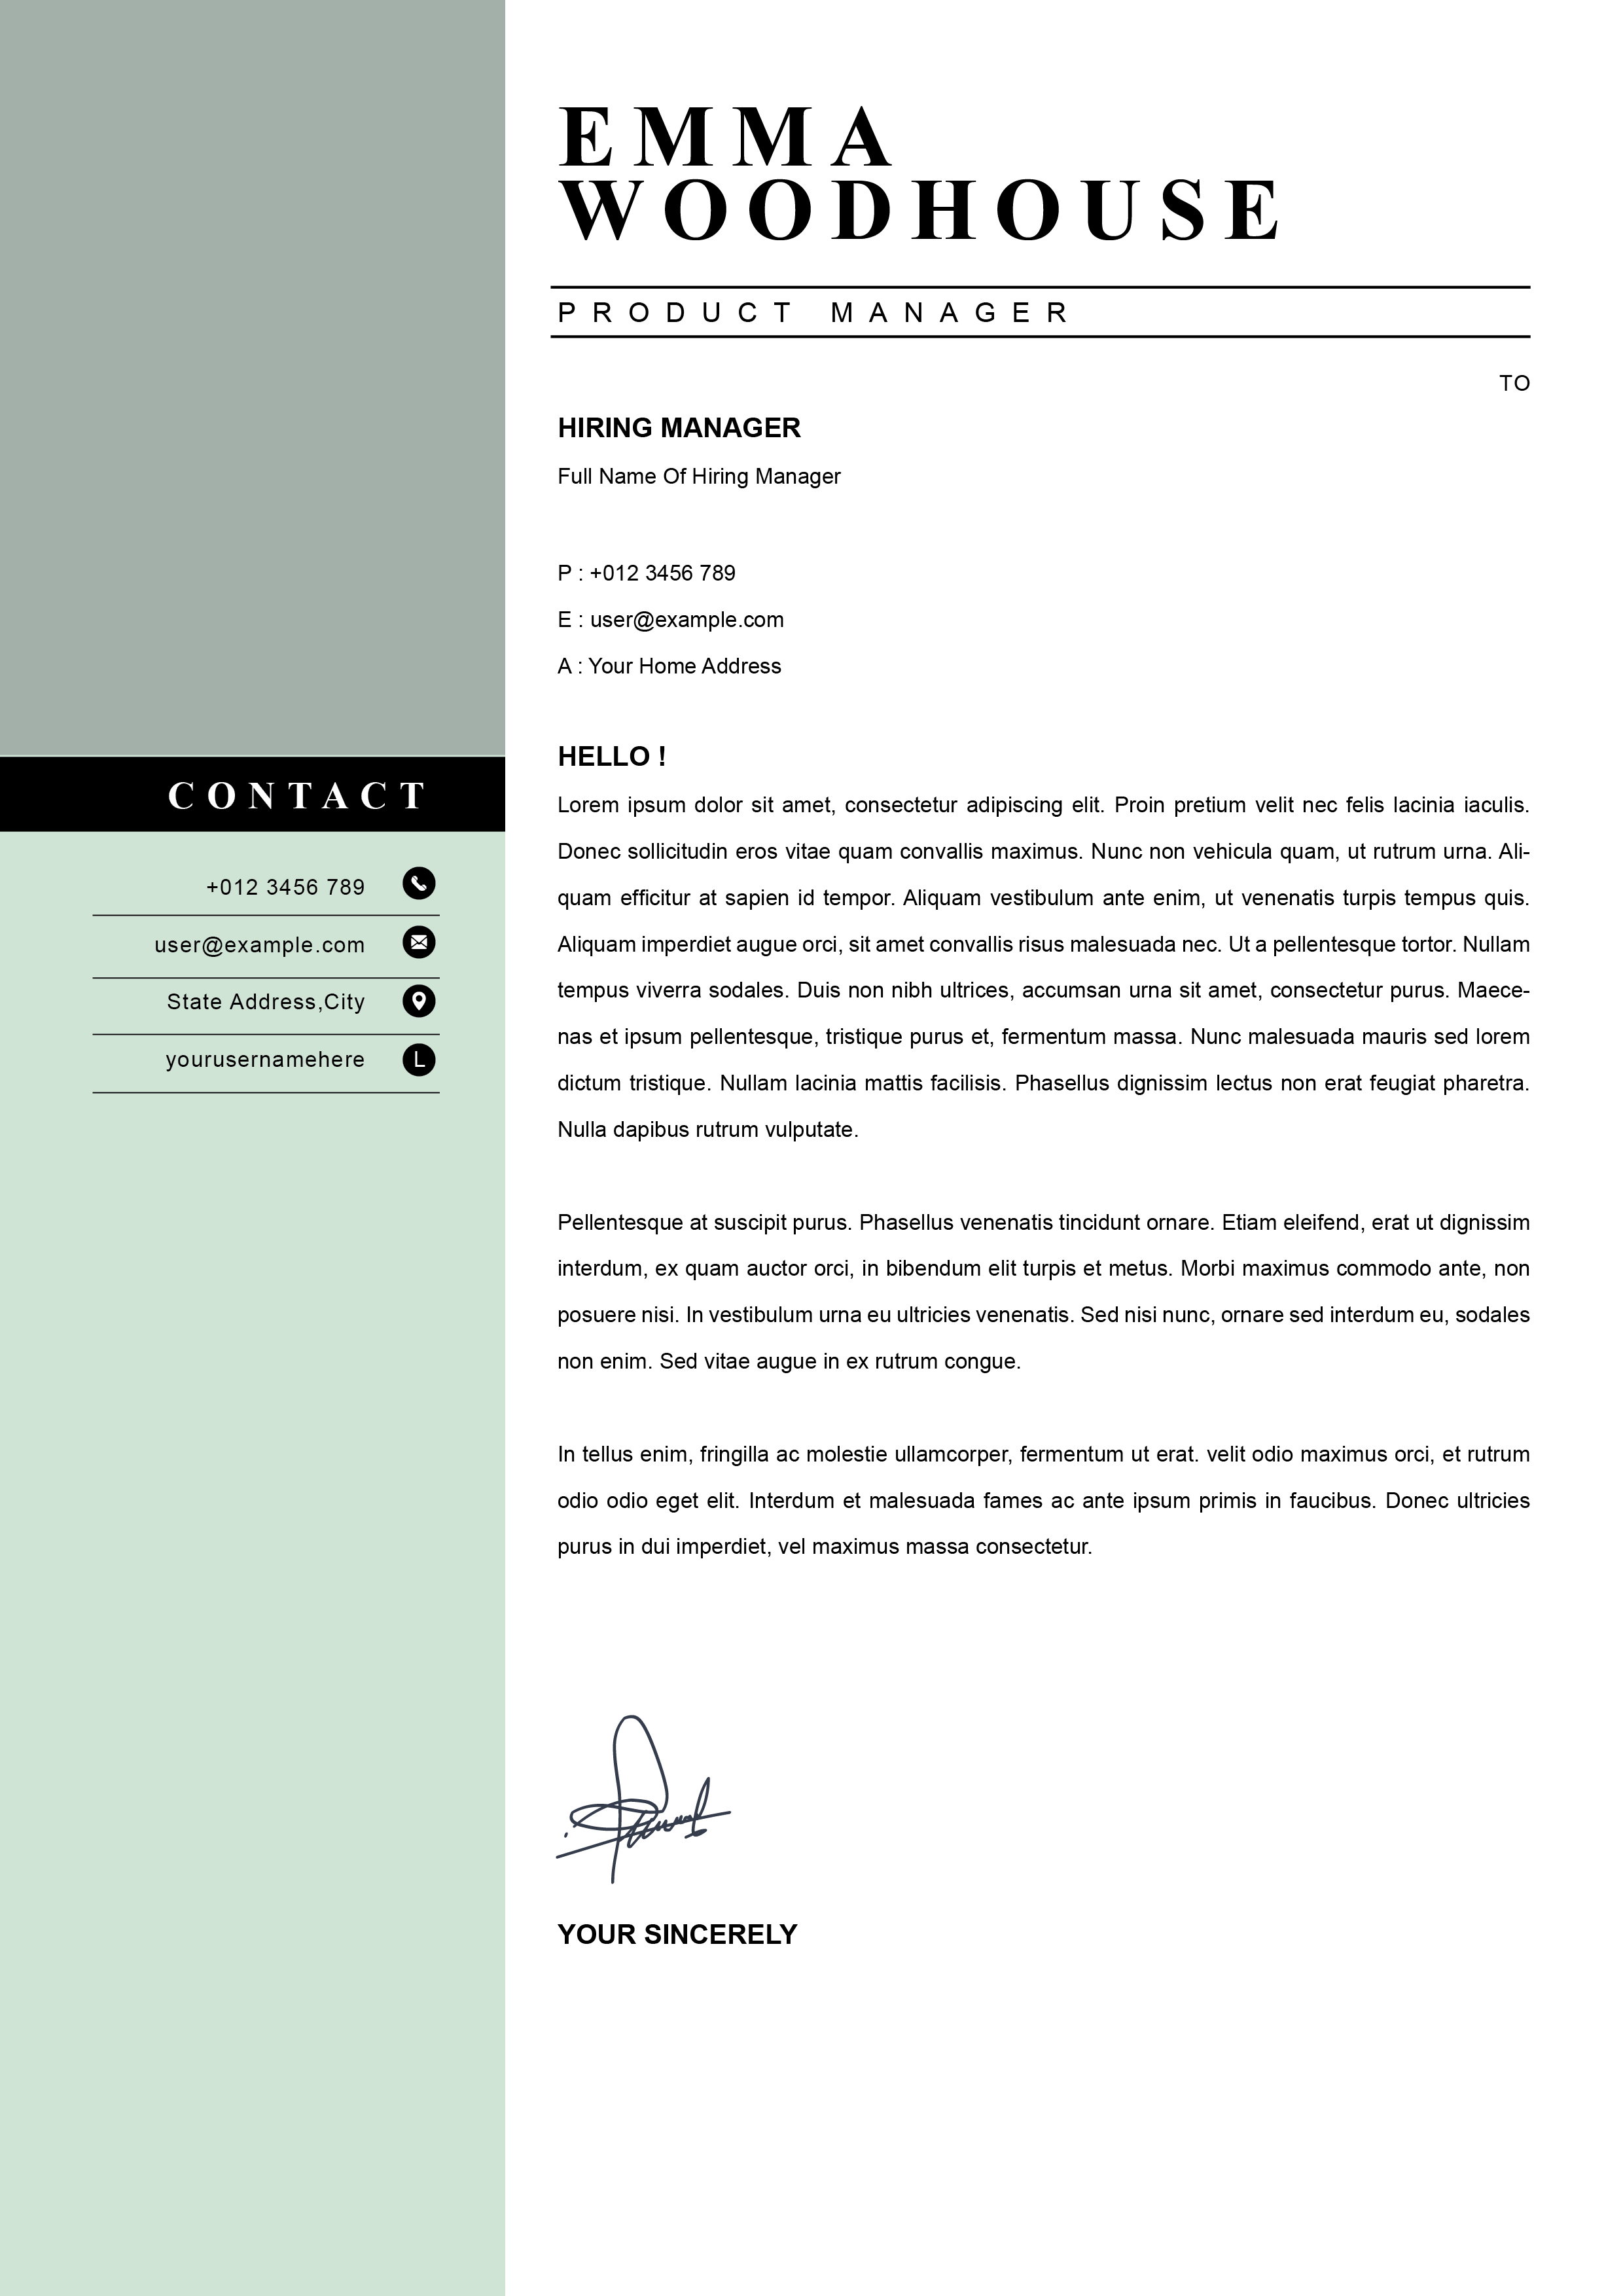 EMMA
WOODHOUSE
PRODUCT MANAGER
TO
HIRING MANAGER
Full Name Of Hiring Manager
P : +012 3456 789
E : user@example.com
A : Your Home Address
CONTACT
+012 3456 789
user@example.com
State Address,City
yourusernamehere
L
HELLO !
Lorem ipsum dolor sit amet, consectetur adipiscing elit. Proin pretium velit nec felis lacinia iaculis.
Donec sollicitudin eros vitae quam convallis maximus. Nunc non vehicula quam, ut rutrum urna. Ali-
quam efficitur at sapien id tempor. Aliquam vestibulum ante enim, ut venenatis turpis tempus quis.
Aliquam imperdiet augue orci, sit amet convallis risus malesuada nec. Ut a pellentesque tortor. Nullam
tempus viverra sodales. Duis non nibh ultrices, accumsan urna sit amet, consectetur purus. Maece-
nas et ipsum pellentesque, tristique purus et, fermentum massa. Nunc malesuada mauris sed lorem
dictum tristique. Nullam lacinia mattis facilisis. Phasellus dignissim lectus non erat feugiat pharetra.
Nulla dapibus rutrum vulputate.
Pellentesque at suscipit purus. Phasellus venenatis tincidunt ornare. Etiam eleifend, erat ut dignissim
interdum, ex quam auctor orci, in bibendum elit turpis et metus. Morbi maximus commodo ante, non
posuere nisi. In vestibulum urna eu ultricies venenatis. Sed nisi nunc, ornare sed interdum eu, sodales
non enim. Sed vitae augue in ex rutrum congue.
In tellus enim, fringilla ac molestie ullamcorper, fermentum ut erat. velit odio maximus orci, et rutrum
odio odio eget elit. Interdum et malesuada fames ac ante ipsum primis in faucibus. Donec ultricies
purus in dui imperdiet, vel maximus massa consectetur.
YOUR SINCERELY